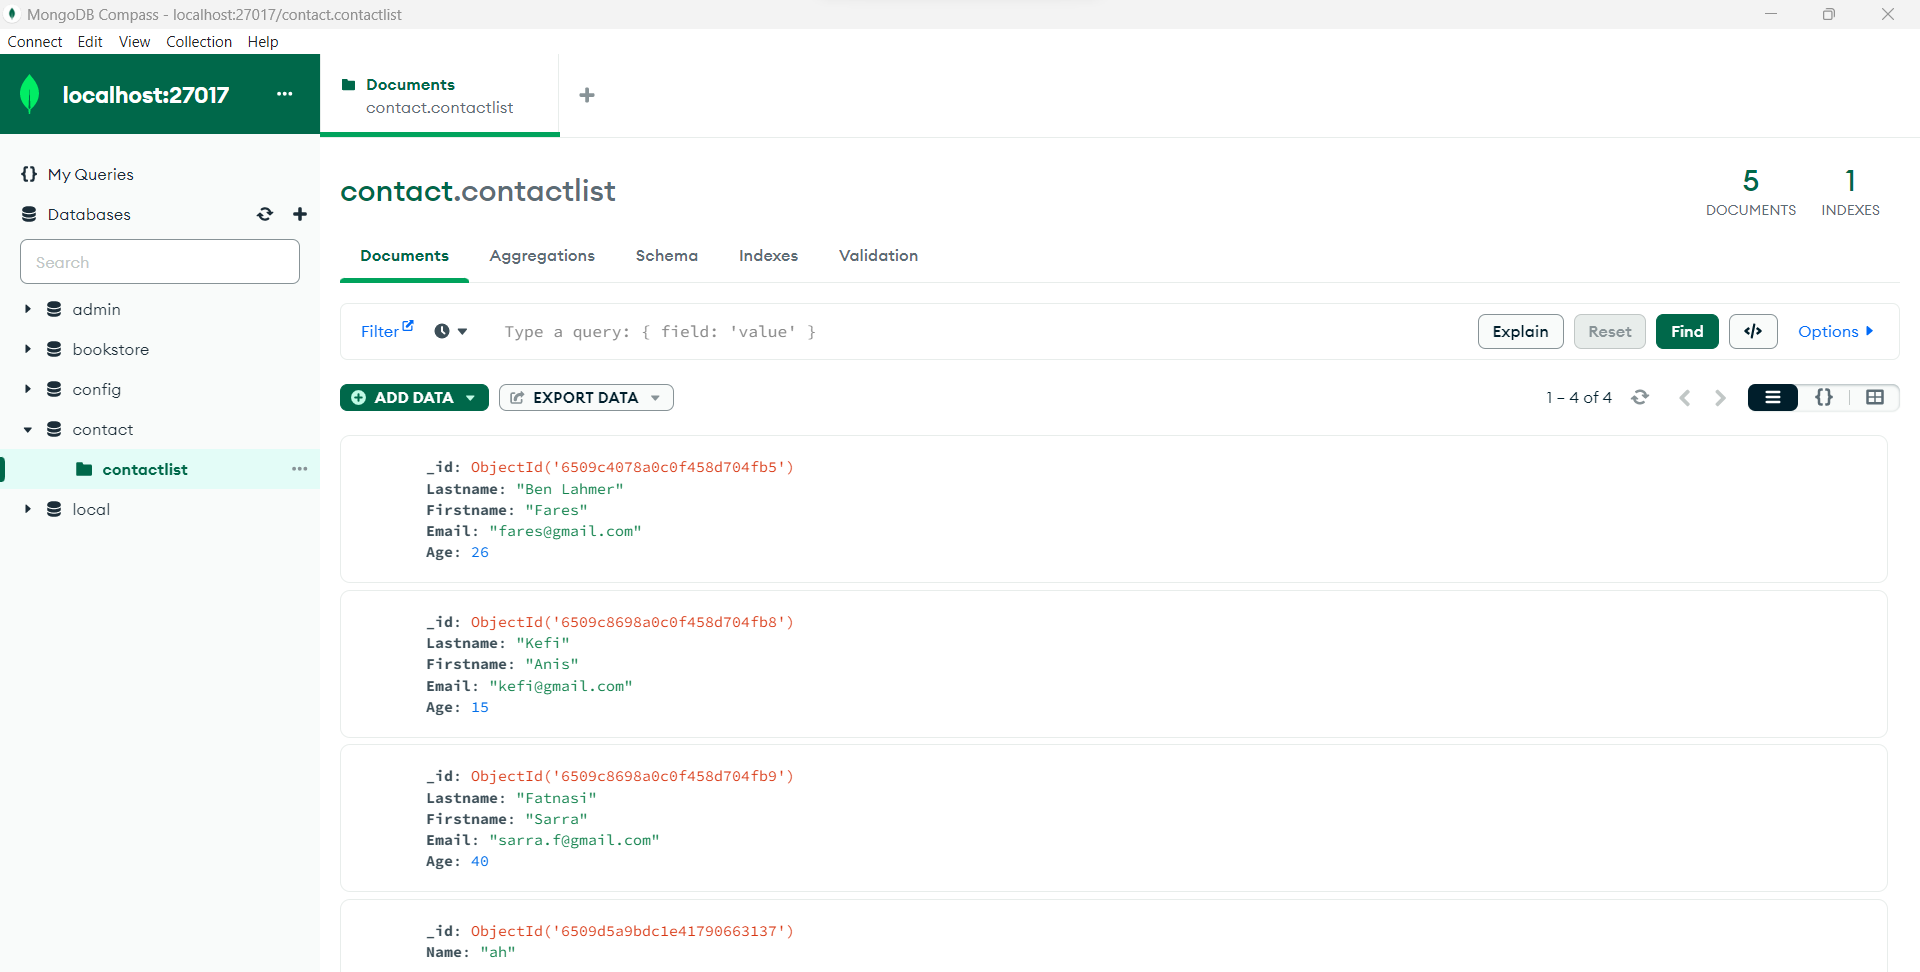 MongoDB Compass - localhost:27017/contact.contactlist
Connect Edit View Collection Help
localhost:27017 ···
Documents
contact.contactlist
+
{} My Queries
Databases
Search
admin
bookstore
config
contact
contactlist ···
local
contact.contactlist
5
DOCUMENTS
1
INDEXES
Documents Aggregations Schema Indexes Validation
Filter Type a query: { field: 'value' } Explain Reset Find </> Options
ADD DATA EXPORT DATA 1 – 4 of 4 {}
_id: ObjectId('6509c4078a0c0f458d704fb5')
Lastname: "Ben Lahmer"
Firstname: "Fares"
Email: "fares@gmail.com"
Age: 26
_id: ObjectId('6509c8698a0c0f458d704fb8')
Lastname: "Kefi"
Firstname: "Anis"
Email: "kefi@gmail.com"
Age: 15
_id: ObjectId('6509c8698a0c0f458d704fb9')
Lastname: "Fatnasi"
Firstname: "Sarra"
Email: "sarra.f@gmail.com"
Age: 40
_id: ObjectId('6509d5a9bdc1e41790663137')
Name: "ah"